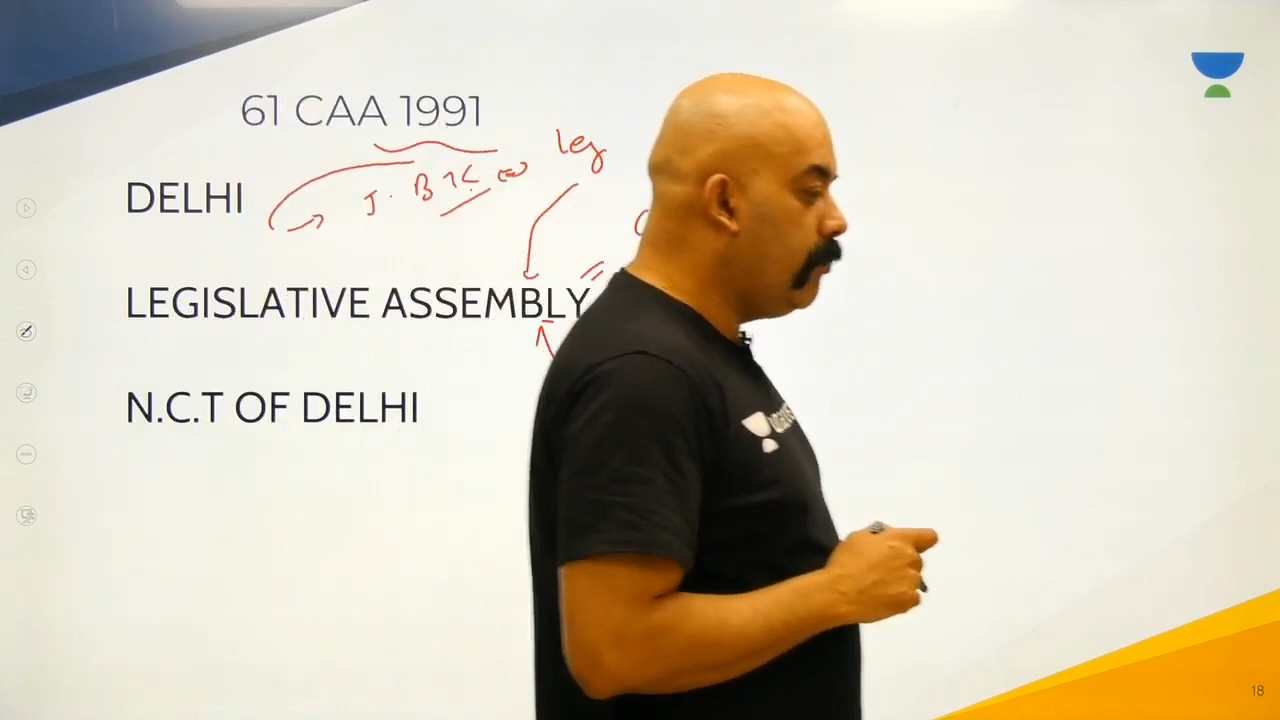 61 CAA 1991
leg
DELHI
LEGISLATIVE ASSEMBLY
N.C.T OF DELHI
18